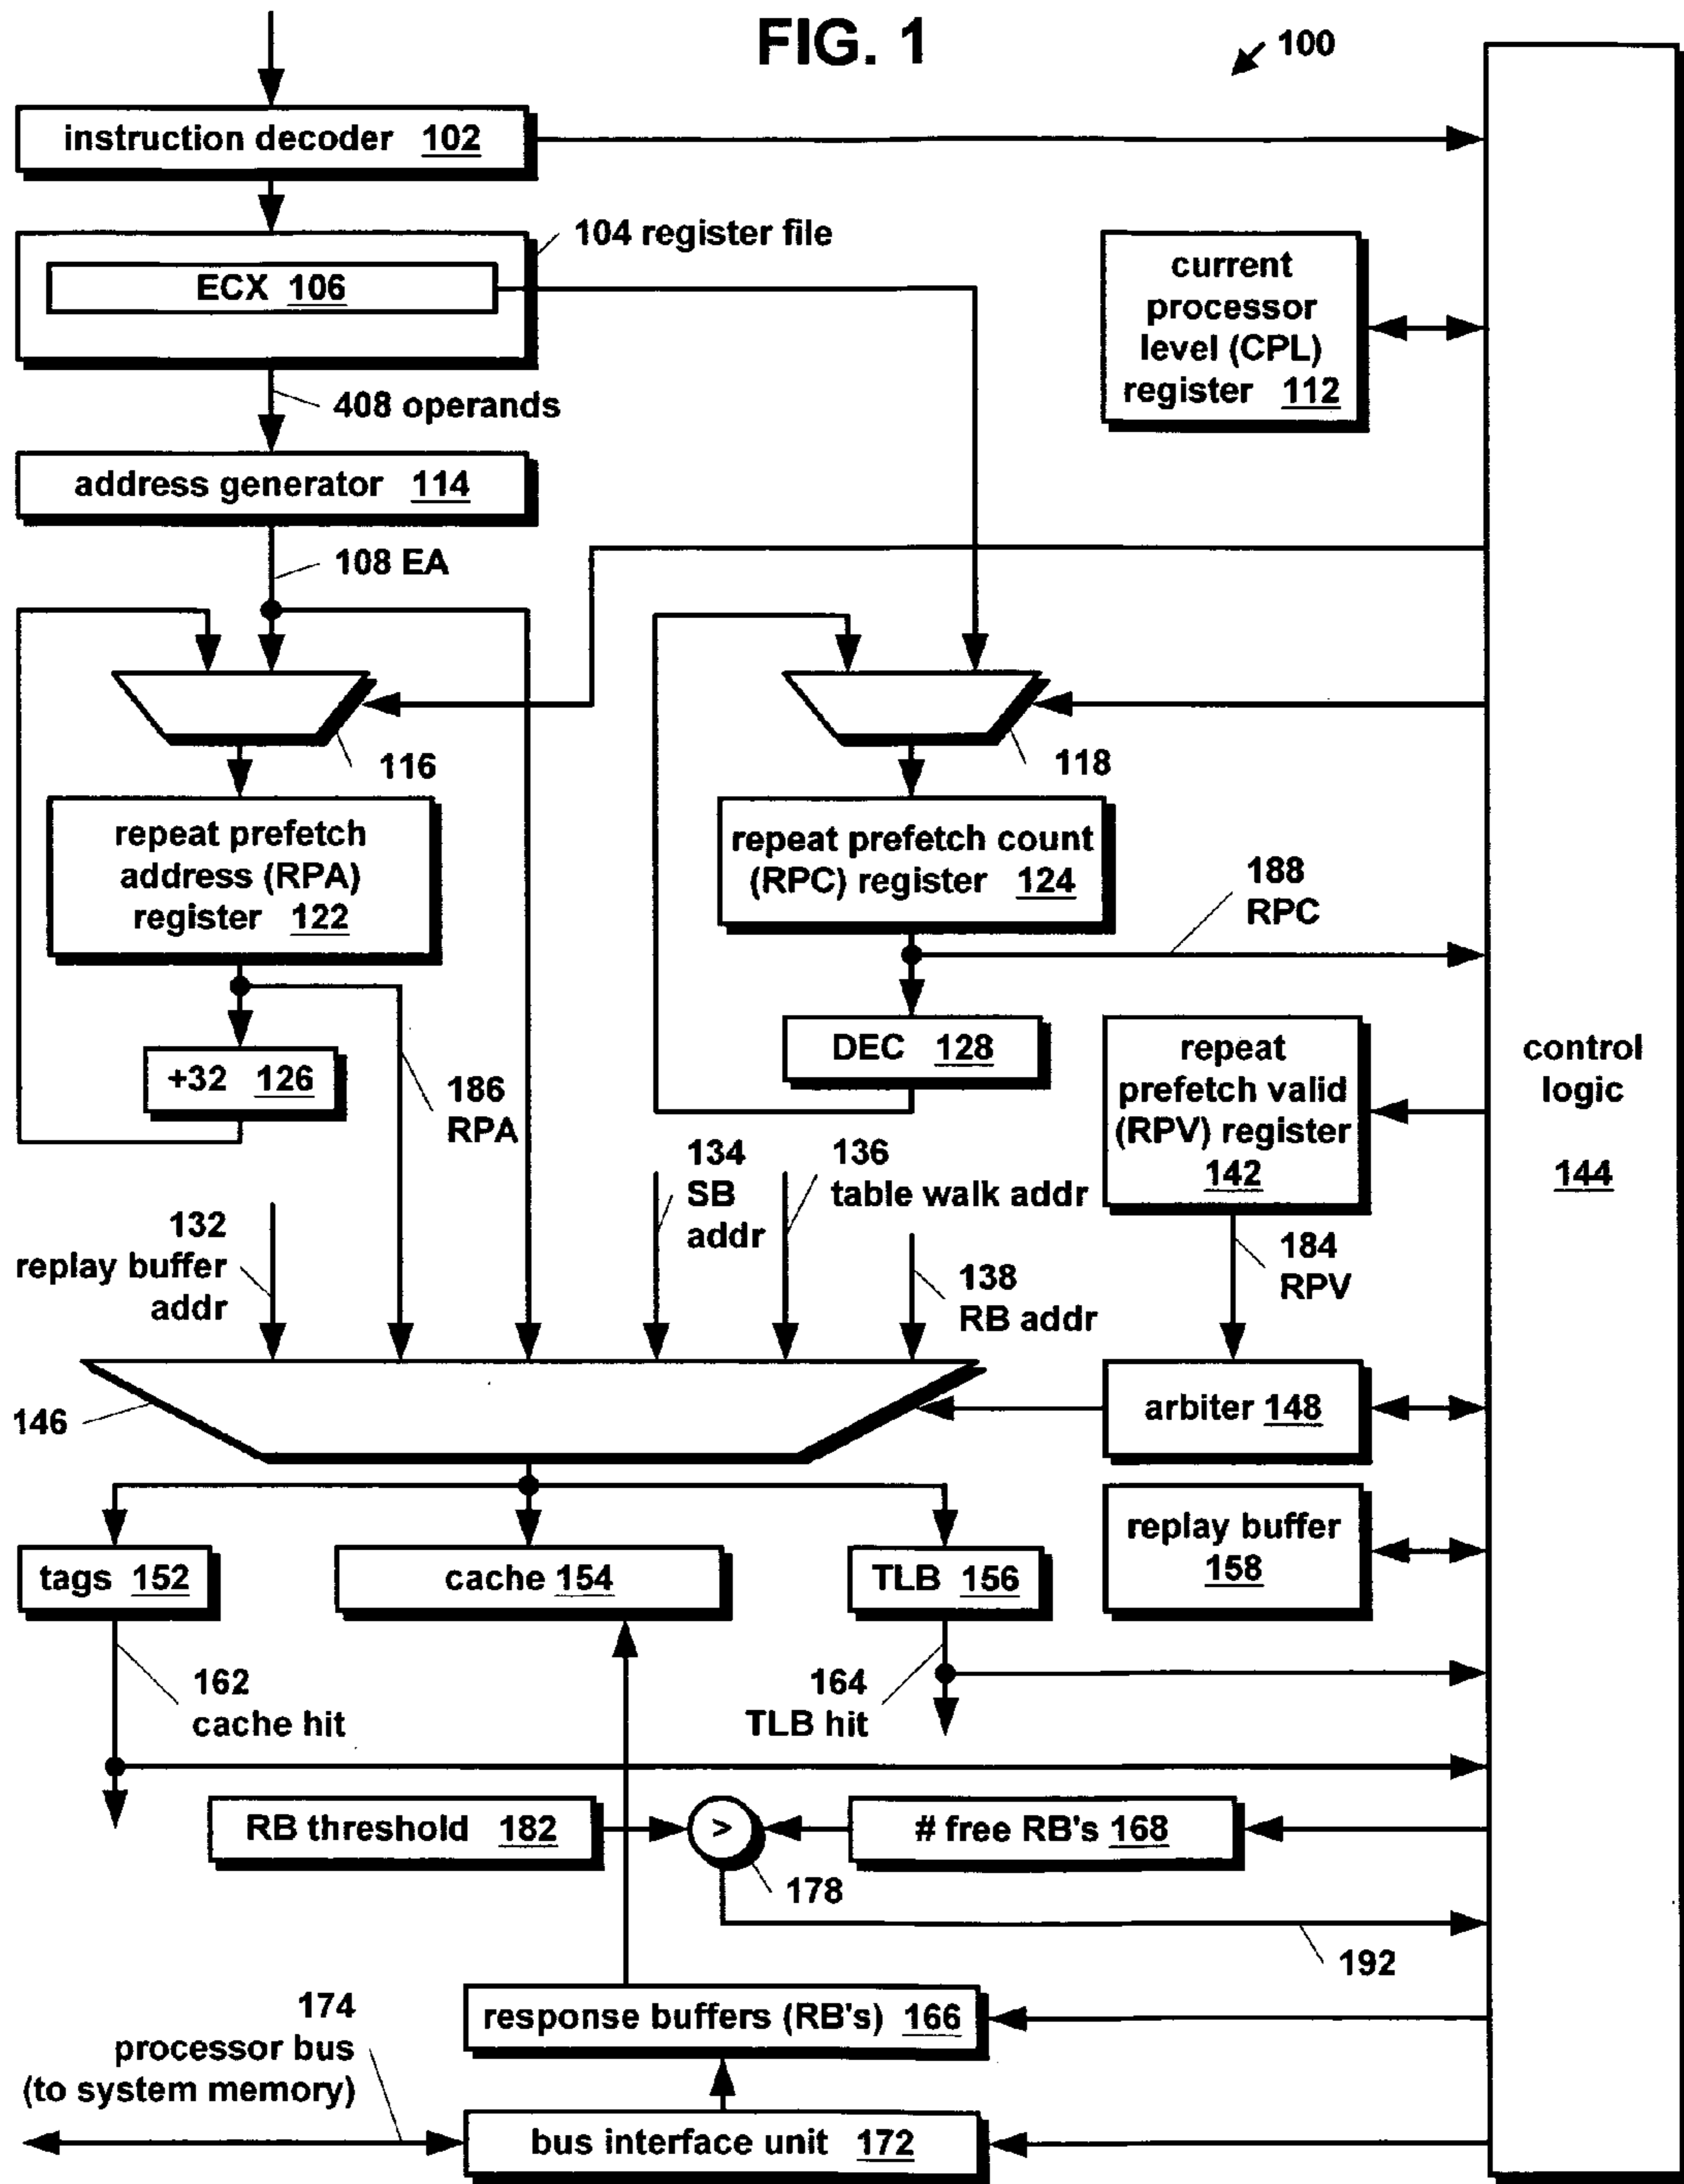 FIG. 1
100
instruction decoder 102
104 register file
ECX 106
current
processor
level (CPL)
register 112
408 operands
address generator 114
108 EA
116
118
repeat prefetch
address (RPA)
register 122
repeat prefetch count
(RPC) register 124
188
RPC
+32 126
186
RPA
DEC 128
repeat
prefetch valid
(RPV) register
142
control
logic
144
132
replay buffer
addr
134
SB
addr
136
table walk addr
138
RB addr
184
RPV
146
arbiter 148
tags 152
cache 154
TLB 156
replay buffer
158
162
cache hit
164
TLB hit
RB threshold 182
>
# free RB's 168
178
192
174
processor bus
(to system memory)
response buffers (RB's) 166
bus interface unit 172